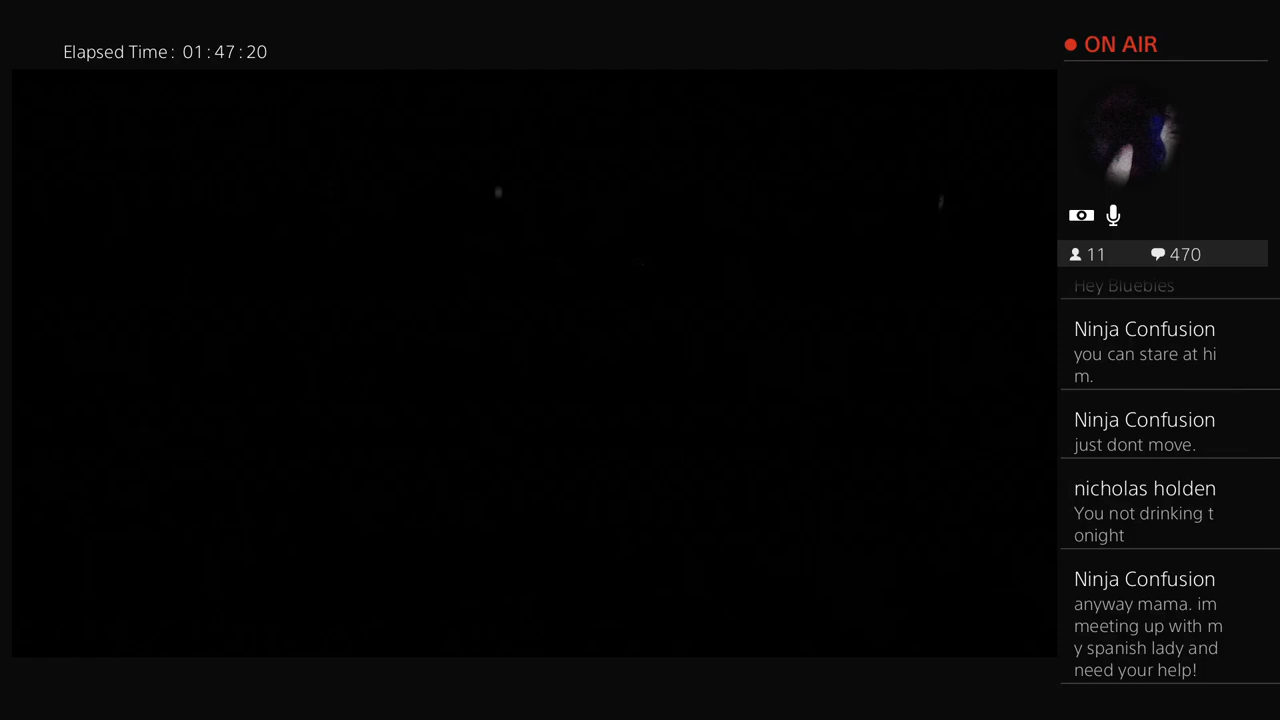 Elapsed Time: 01:47:20
ON AIR
11 470
Hey Bluebies
Ninja Confusion
you can stare at hi
m.
Ninja Confusion
just dont move.
nicholas holden
You not drinking t
onight
Ninja Confusion
anyway mama. im
meeting up with m
y spanish lady and
need your help!